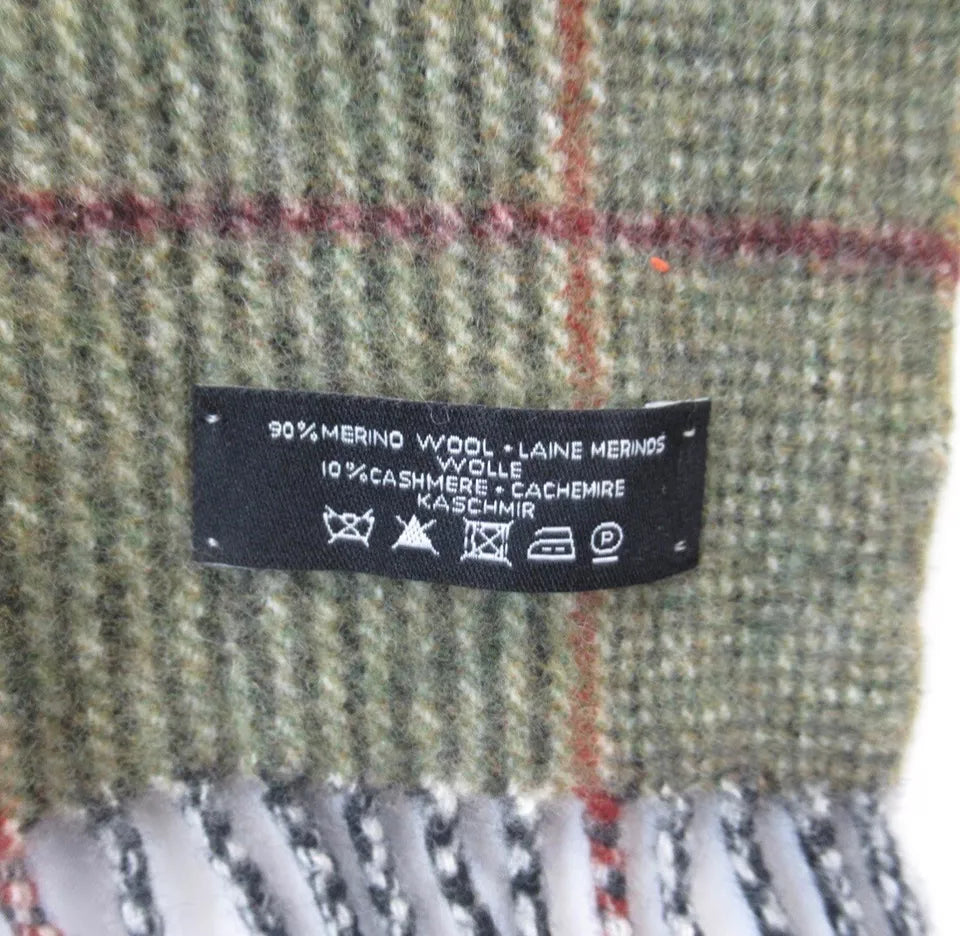 90% MERINO WOOL • LAINE MERINOS
WOLLE
10% CASHMERE • CACHEMIRE
KASCHMIR
P